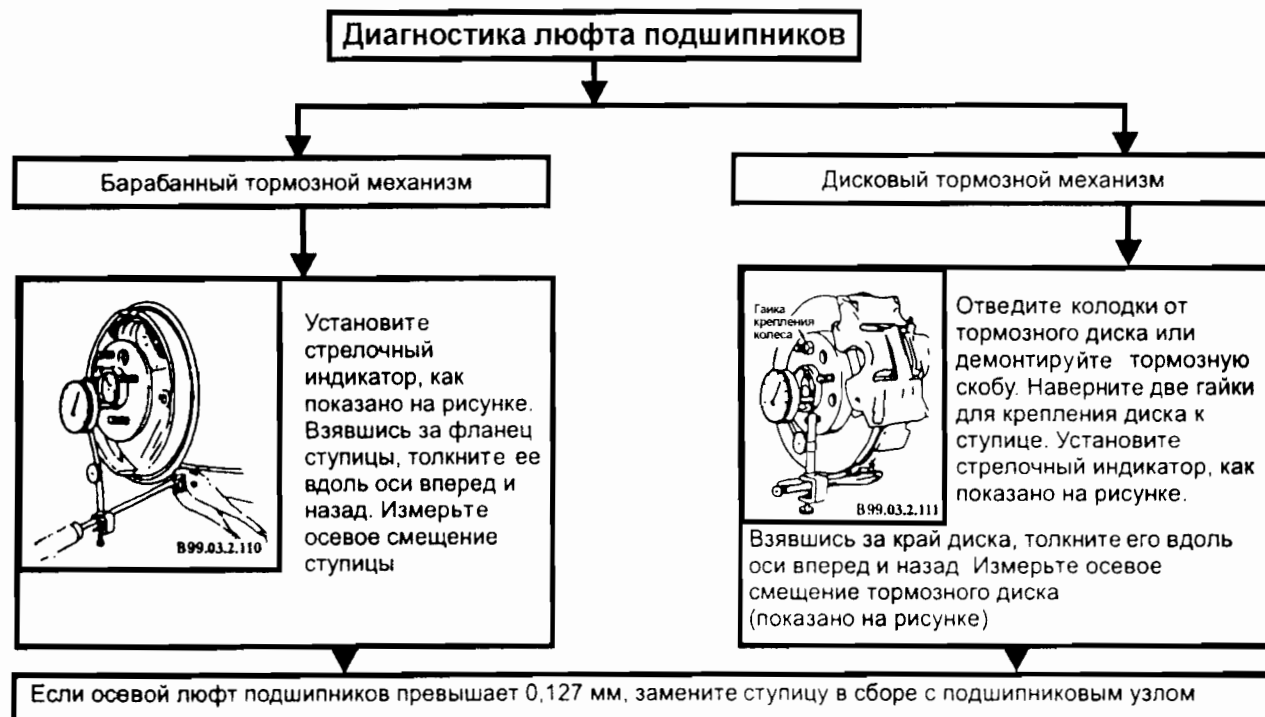 Диагностика люфта подшипников
Барабанный тормозной механизм
Дисковый тормозной механизм
B99.03.2.110
Установите
стрелочный
индикатор, как
показано на рисунке.
Взявшись за фланец
ступицы, толкните ее
вдоль оси вперед и
назад. Измерьте
осевое смещение
ступицы
Гаика
крепления
колеса
B99.03.2.111
Отведите колодки от
тормозного диска или
демонтируйте тормозную
скобу. Наверните две гайки
для крепления диска к
ступице. Установите
стрелочный индикатор, как
показано на рисунке.
Взявшись за край диска, толкните его вдоль
оси вперед и назад Измерьте осевое
смещение тормозного диска
(показано на рисунке)
Если осевой люфт подшипников превышает 0,127 мм, замените ступицу в сборе с подшипниковым узлом